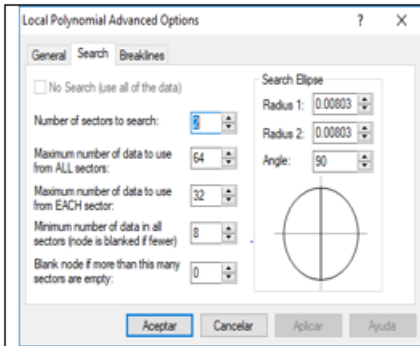 Local Polynomial Advanced Options ? X
General Search Breaklines
No Search (use all of the data)
Number of sectors to search: 2
Maximum number of data to use
from ALL sectors: 64
Maximum number of data to use
from EACH sector: 32
Minimum number of data in all
sectors (node is blanked if fewer) 8
Blank node if more than this many
sectors are empty: 0
Search Ellipse
Radius 1: 0.00803
Radius 2: 0.00803
Angle: 90
Aceptar Cancelar Aplicar Ayuda